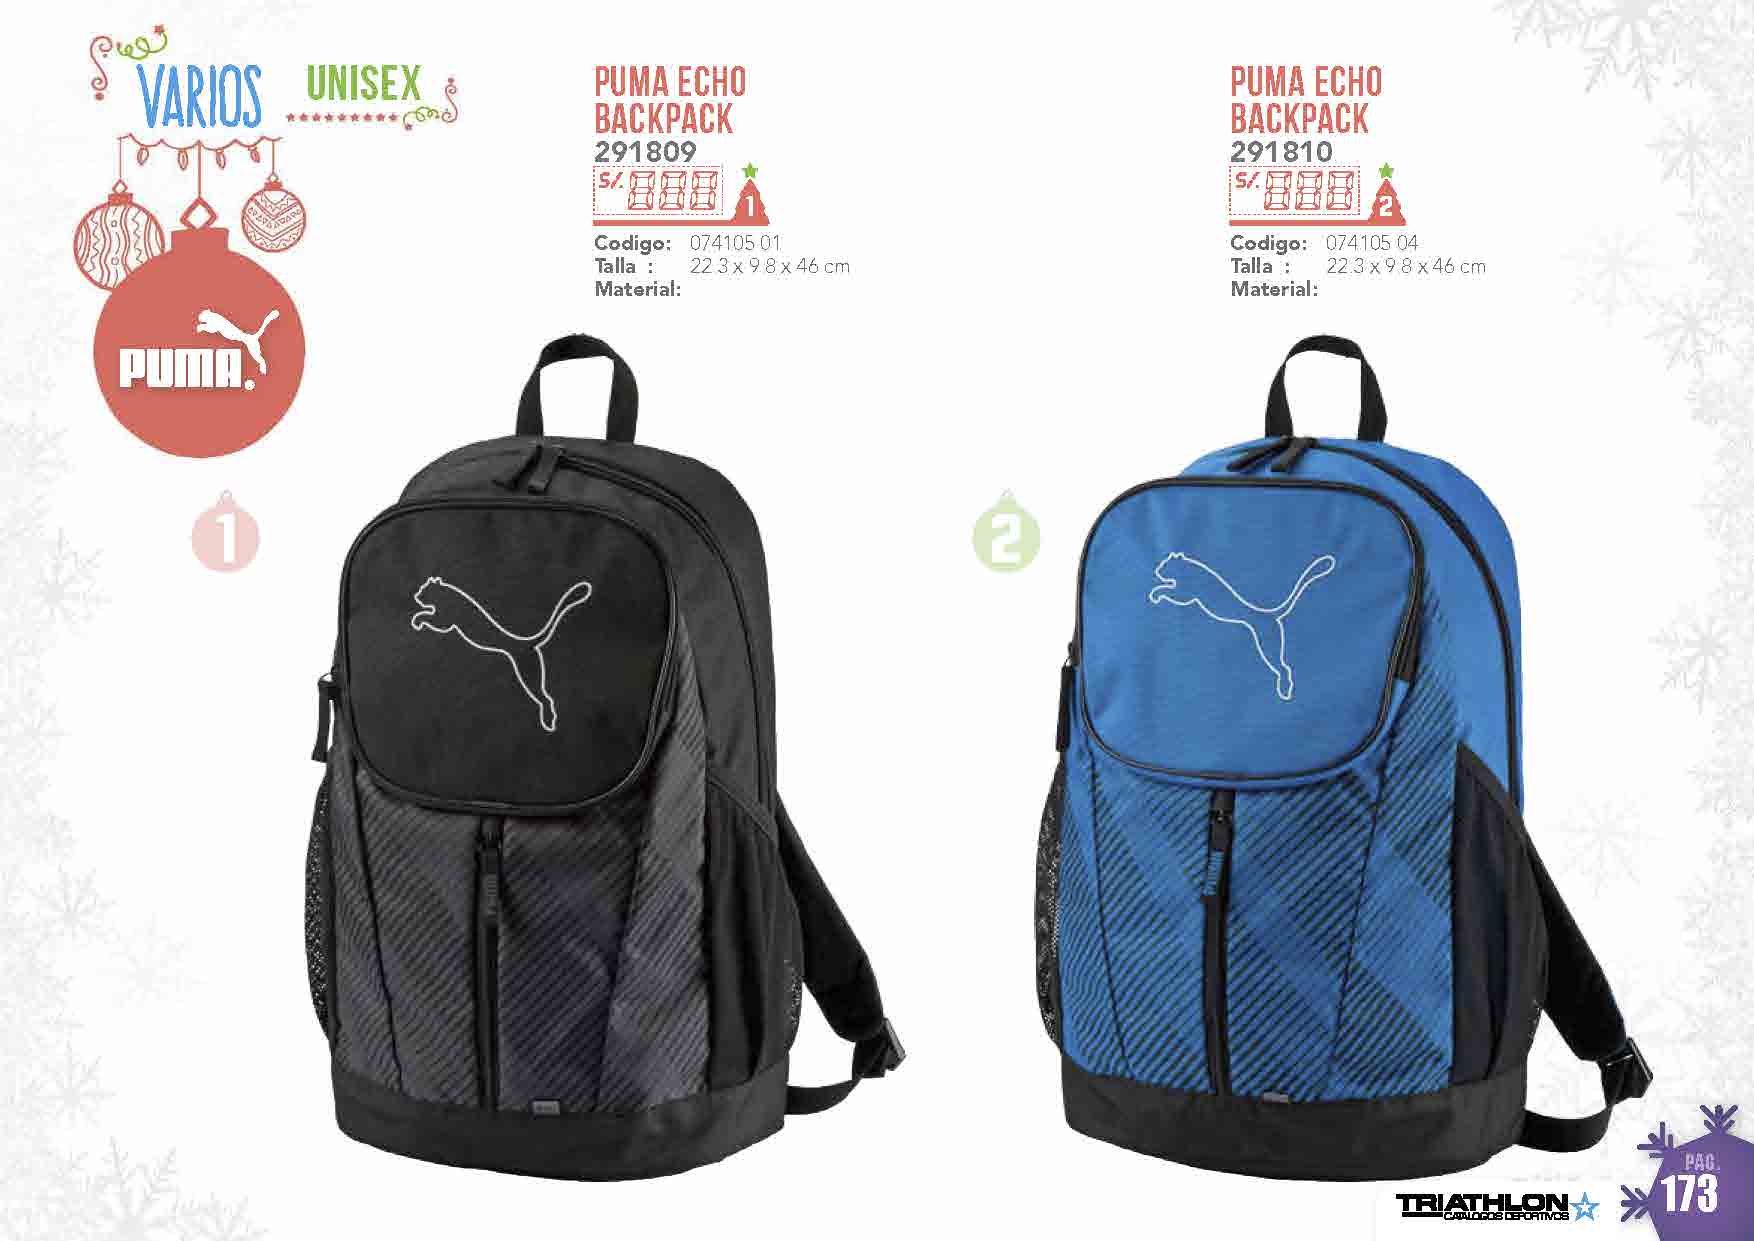 VARIOS UNISEX
PUMA
PUMA ECHO
BACKPACK
291809
S/. 888
1
Codigo: 074105 01
Talla : 22.3 x 9.8 x 46 cm
Material:
PUMA ECHO
BACKPACK
291810
S/. 888
2
Codigo: 074105 04
Talla : 22.3 x 9.8 x 46 cm
Material:
1
2
TRIATHLON
CATALOGOS DEPORTIVOS
PAG.
173